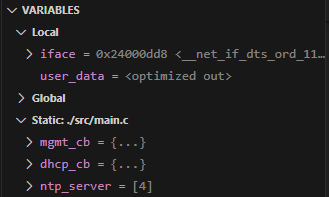 VARIABLES
Local
iface = 0x24000dd8 <__net_if_dts_ord_11...
user_data = <optimized out>
Global
Static: ./src/main.c
mgmt_cb = {...}
dhcp_cb = {...}
ntp_server = [4]